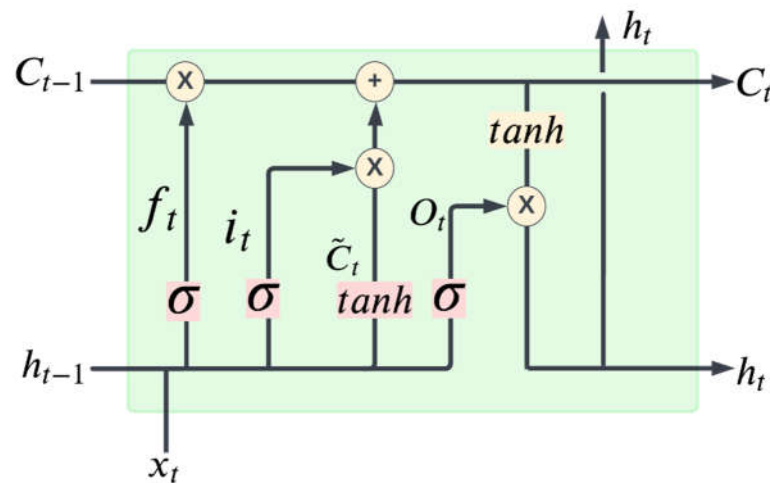 h_t
C_{t-1} X + C_t
tanh
X
f_t i_t O_t X
C̃_t
σ σ tanh σ
h_{t-1} h_t
x_t